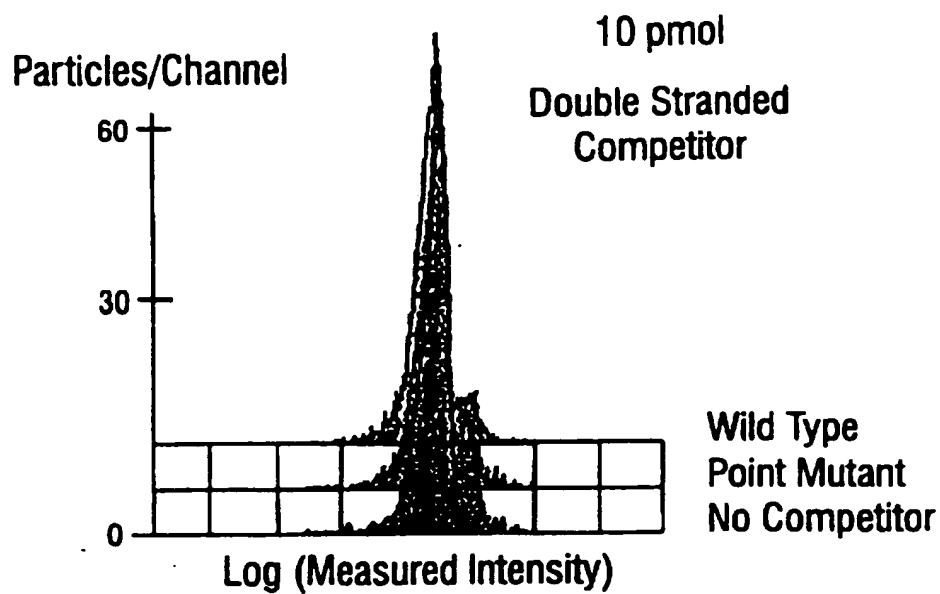 10 pmol
Particles/Channel
Double Stranded
Competitor
60
30
Wild Type
Point Mutant
No Competitor
0
Log (Measured Intensity)